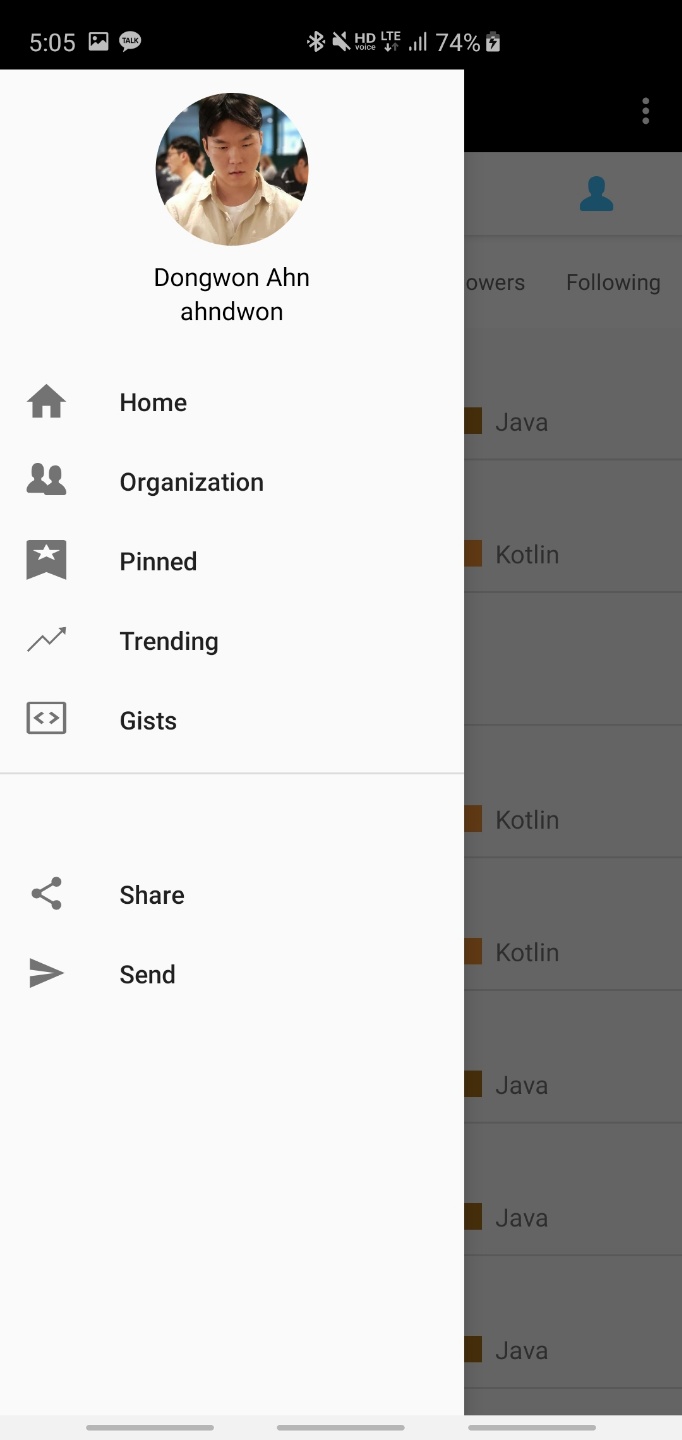 5:05 TALK HD voice LTE 74%
Dongwon Ahn
ahndwon
owers Following
Home
Java
Organization
Kotlin
Pinned
Trending
Gists
Kotlin
Share
Kotlin
Send
Java
Java
Java